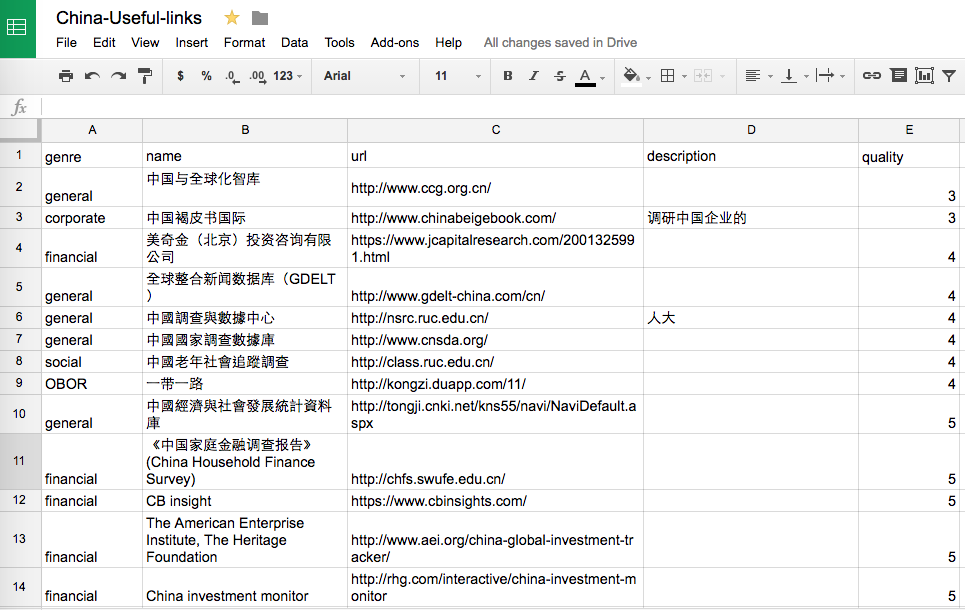 China-Useful-links
File Edit View Insert Format Data Tools Add-ons Help All changes saved in Drive
$ % .0 .00 123 Arial 11 B I S A
fx
A B C D E
1 genre name url description quality
2 general 中国与全球化智库 http://www.ccg.org.cn/ 3
3 corporate 中国褐皮书国际 http://www.chinabeigebook.com/ 调研中国企业的 3
4 financial 美奇金（北京）投资咨询有限
公司 https://www.jcapitalresearch.com/200132599
1.html 4
5 general 全球整合新闻数据库（GDELT
） http://www.gdelt-china.com/cn/ 4
6 general 中國調查與數據中心 http://nsrc.ruc.edu.cn/ 人大 4
7 general 中國國家調查數據庫 http://www.cnsda.org/ 4
8 social 中國老年社會追蹤調查 http://class.ruc.edu.cn/ 4
9 OBOR 一带一路 http://kongzi.duapp.com/11/ 4
10 general 中國經濟與社會發展統計資料
庫 http://tongji.cnki.net/kns55/navi/NaviDefault.a
spx 5
11 financial 《中国家庭金融调查报告》
(China Household Finance
Survey) http://chfs.swufe.edu.cn/ 5
12 financial CB insight https://www.cbinsights.com/ 5
13 financial The American Enterprise
Institute, The Heritage
Foundation http://www.aei.org/china-global-investment-tr
acker/ 5
14 financial China investment monitor http://rhg.com/interactive/china-investment-m
onitor 5